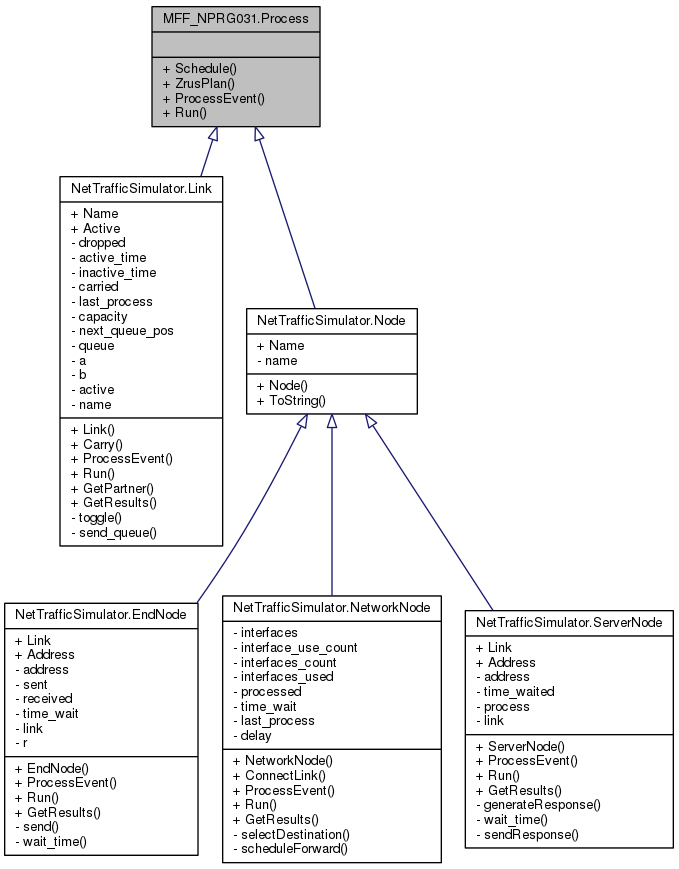 MFF_NPRG031.Process
+ Schedule()
+ ZrusPlan()
+ ProcessEvent()
+ Run()
NetTrafficSimulator.Link
+ Name
+ Active
- dropped
- active_time
- inactive_time
- carried
- last_process
- capacity
- next_queue_pos
- queue
- a
- b
- active
- name
+ Link()
+ Carry()
+ ProcessEvent()
+ Run()
+ GetPartner()
+ GetResults()
- toggle()
- send_queue()
NetTrafficSimulator.Node
+ Name
- name
+ Node()
+ ToString()
NetTrafficSimulator.EndNode
+ Link
+ Address
- address
- sent
- received
- time_wait
- link
- r
+ EndNode()
+ ProcessEvent()
+ Run()
+ GetResults()
- send()
- wait_time()
NetTrafficSimulator.NetworkNode
- interfaces
- interface_use_count
- interfaces_count
- interfaces_used
- processed
- time_wait
- last_process
- delay
+ NetworkNode()
+ ConnectLink()
+ ProcessEvent()
+ Run()
+ GetResults()
- selectDestination()
- scheduleForward()
NetTrafficSimulator.ServerNode
+ Link
+ Address
- address
- time_waited
- process
- link
+ ServerNode()
+ ProcessEvent()
+ Run()
+ GetResults()
- generateResponse()
- wait_time()
- sendResponse()